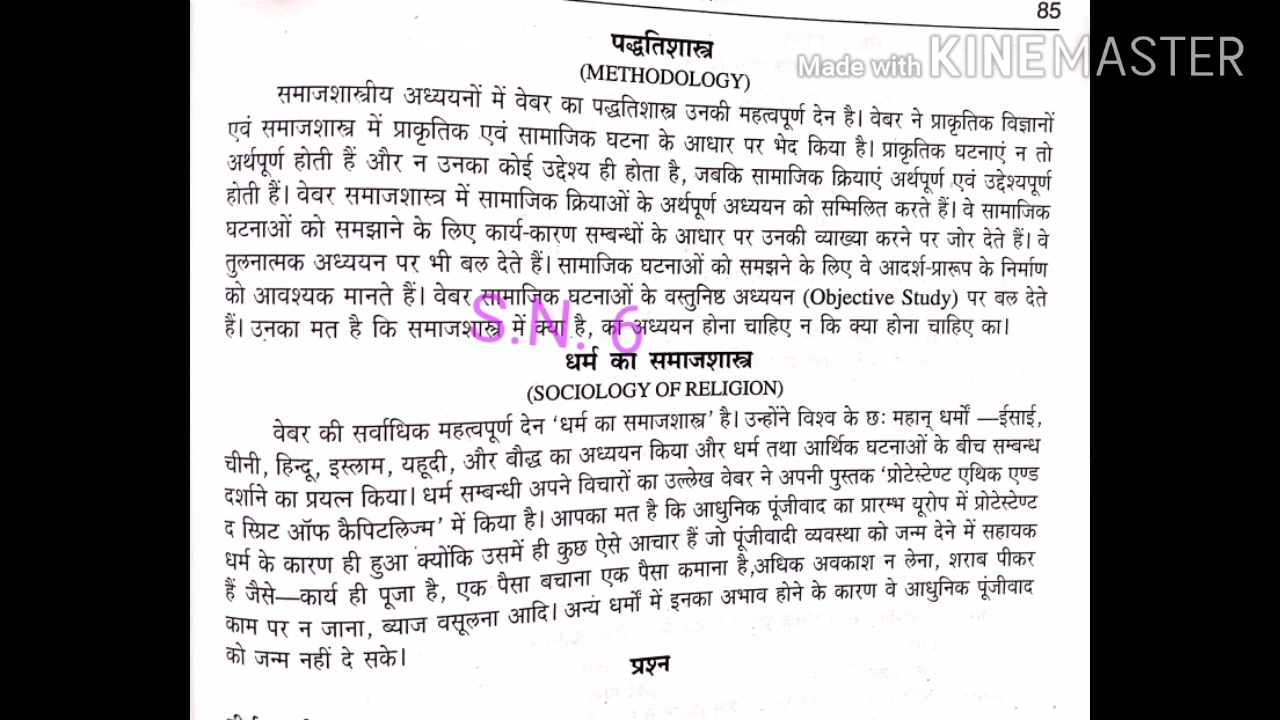 85
Made with KINEMASTER
पद्धतिशास्त्र
(METHODOLOGY)
समाजशास्त्रीय अध्ययनों में वेबर का पद्धतिशास्त्र उनकी महत्वपूर्ण देन है। वेबर ने प्राकृतिक विज्ञानों
एवं समाजशास्त्र में प्राकृतिक एवं सामाजिक घटना के आधार पर भेद किया है। प्राकृतिक घटनाएं न तो
अर्थपूर्ण होती हैं और न उनका कोई उद्देश्य ही होता है, जबकि सामाजिक क्रियाएं अर्थपूर्ण एवं उद्देश्यपूर्ण
होती हैं। वेबर समाजशास्त्र में सामाजिक क्रियाओं के अर्थपूर्ण अध्ययन को सम्मिलित करते हैं। वे सामाजिक
घटनाओं को समझाने के लिए कार्य-कारण सम्बन्धों के आधार पर उनकी व्याख्या करने पर जोर देते हैं। वे
तुलनात्मक अध्ययन पर भी बल देते हैं। सामाजिक घटनाओं को समझने के लिए वे आदर्श-प्रारूप के निर्माण
को आवश्यक मानते हैं। वेबर सामाजिक घटनाओं के वस्तुनिष्ठ अध्ययन (Objective Study) पर बल देते
हैं। उनका मत है कि समाजशास्त्र में क्या है, का अध्ययन होना चाहिए न कि क्या होना चाहिए का।
S.N. 6
धर्म का समाजशास्त्र
(SOCIOLOGY OF RELIGION)
वेबर की सर्वाधिक महत्वपूर्ण देन ‘धर्म का समाजशास्त्र’ है। उन्होंने विश्व के छः महान् धर्मों —ईसाई,
चीनी, हिन्दू, इस्लाम, यहूदी, और बौद्ध का अध्ययन किया और धर्म तथा आर्थिक घटनाओं के बीच सम्बन्ध
दर्शाने का प्रयत्न किया। धर्म सम्बन्धी अपने विचारों का उल्लेख वेबर ने अपनी पुस्तक ‘प्रोटेस्टेण्ट एथिक एण्ड
द स्प्रिट ऑफ कैपिटलिज्म’ में किया है। आपका मत है कि आधुनिक पूंजीवाद का प्रारम्भ यूरोप में प्रोटेस्टेण्ट
धर्म के कारण ही हुआ क्योंकि उसमें ही कुछ ऐसे आचार हैं जो पूंजीवादी व्यवस्था को जन्म देने में सहायक
हैं जैसे—कार्य ही पूजा है, एक पैसा बचाना एक पैसा कमाना है,अधिक अवकाश न लेना, शराब पीकर
काम पर न जाना, ब्याज वसूलना आदि। अन्य धर्मों में इनका अभाव होने के कारण वे आधुनिक पूंजीवाद
को जन्म नहीं दे सके।
प्रश्न